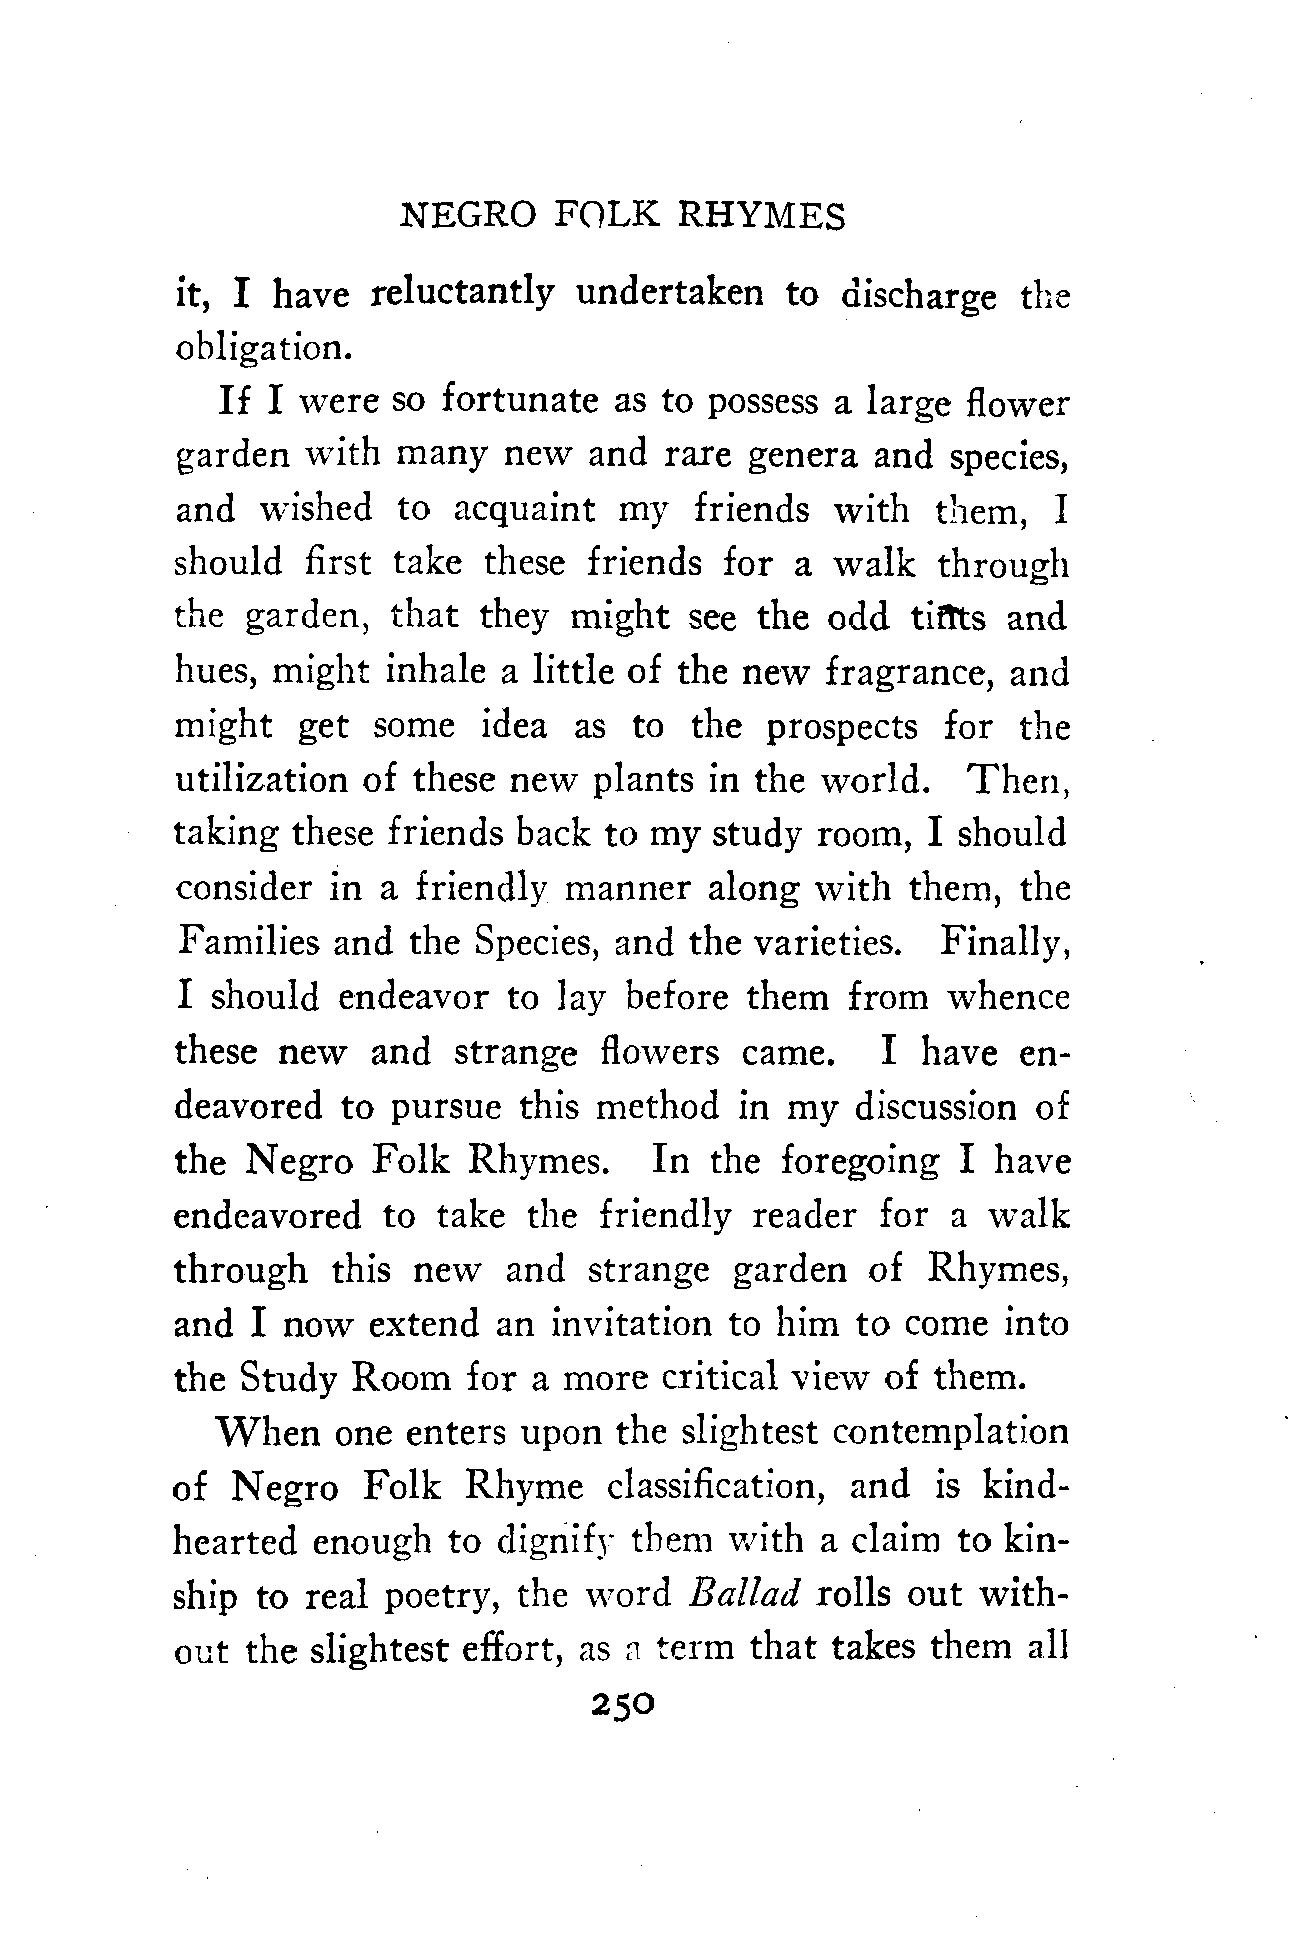 NEGRO FOLK RHYMES
it, I have reluctantly undertaken to discharge the
obligation.
If I were so fortunate as to possess a large flower
garden with many new and rare genera and species,
and wished to acquaint my friends with them, I
should first take these friends for a walk through
the garden, that they might see the odd tints and
hues, might inhale a little of the new fragrance, and
might get some idea as to the prospects for the
utilization of these new plants in the world. Then,
taking these friends back to my study room, I should
consider in a friendly manner along with them, the
Families and the Species, and the varieties. Finally,
I should endeavor to lay before them from whence
these new and strange flowers came. I have en-
deavored to pursue this method in my discussion of
the Negro Folk Rhymes. In the foregoing I have
endeavored to take the friendly reader for a walk
through this new and strange garden of Rhymes,
and I now extend an invitation to him to come into
the Study Room for a more critical view of them.
When one enters upon the slightest contemplation
of Negro Folk Rhyme classification, and is kind-
hearted enough to dignify them with a claim to kin-
ship to real poetry, the word Ballad rolls out with-
out the slightest effort, as a term that takes them all
250